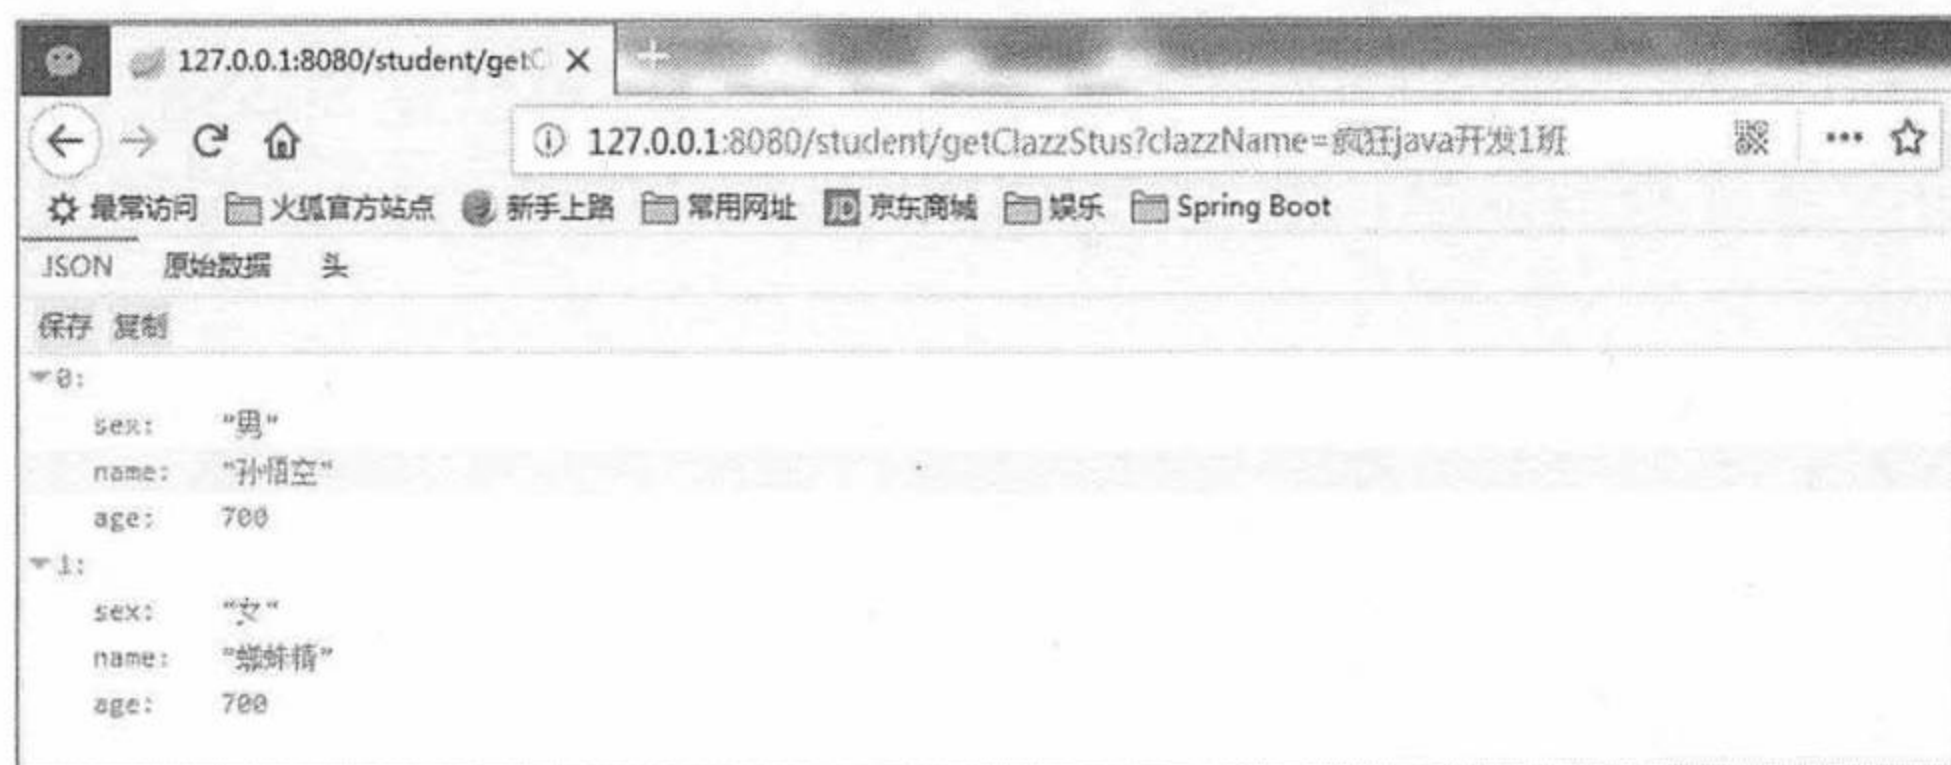 127.0.0.1:8080/student/getC
127.0.0.1:8080/student/getClazzStus?clazzName=疯狂java开发1班
最常访问 火狐官方站点 新手上路 常用网址 JD 京东商城 娱乐 Spring Boot
JSON 原始数据 头
保存 复制
0:
sex: "男"
name: "孙悟空"
age: 700
1:
sex: "女"
name: "蜘蛛精"
age: 700